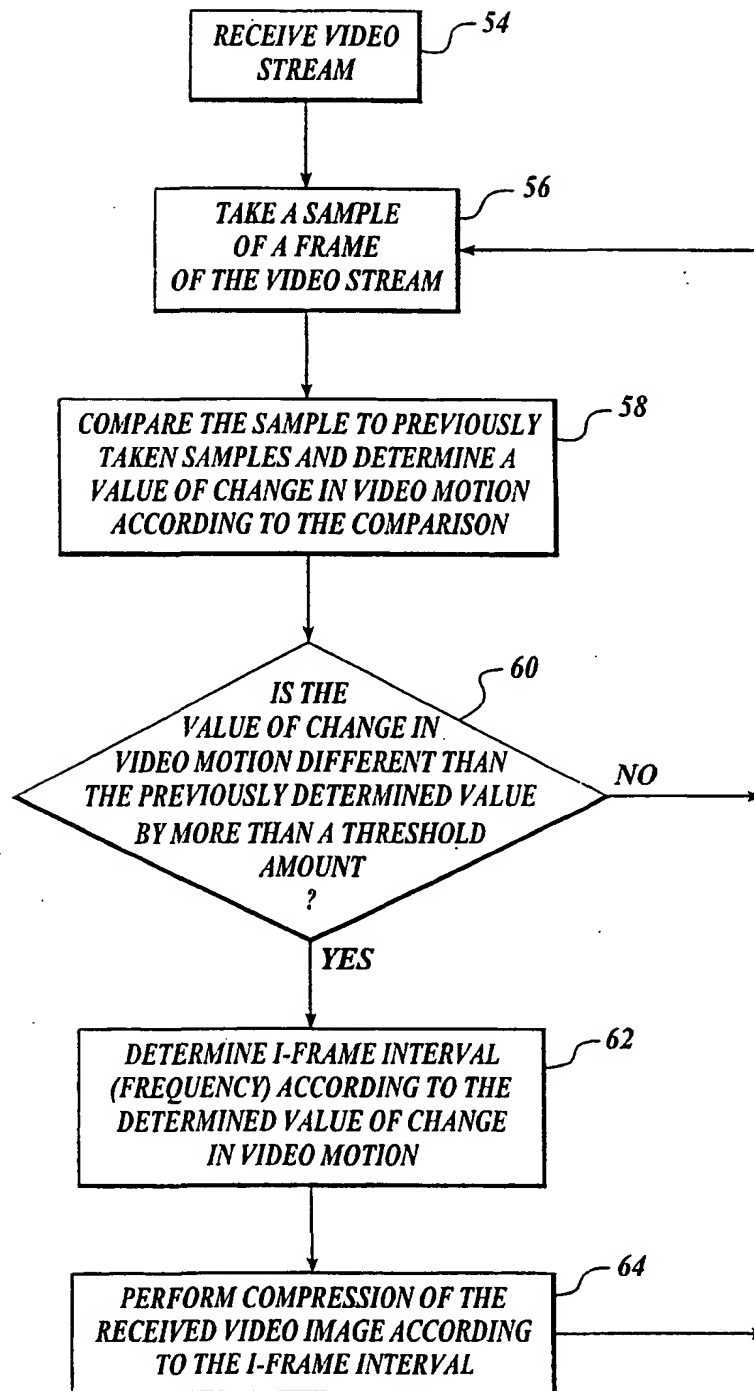 RECEIVE VIDEO
STREAM
54
TAKE A SAMPLE
OF A FRAME
OF THE VIDEO STREAM
56
COMPARE THE SAMPLE TO PREVIOUSLY
TAKEN SAMPLES AND DETERMINE A
VALUE OF CHANGE IN VIDEO MOTION
ACCORDING TO THE COMPARISON
58
IS THE
VALUE OF CHANGE IN
VIDEO MOTION DIFFERENT THAN
THE PREVIOUSLY DETERMINED VALUE
BY MORE THAN A THRESHOLD
AMOUNT
?
60
NO
YES
DETERMINE I-FRAME INTERVAL
(FREQUENCY) ACCORDING TO THE
DETERMINED VALUE OF CHANGE
IN VIDEO MOTION
62
PERFORM COMPRESSION OF THE
RECEIVED VIDEO IMAGE ACCORDING
TO THE I-FRAME INTERVAL
64